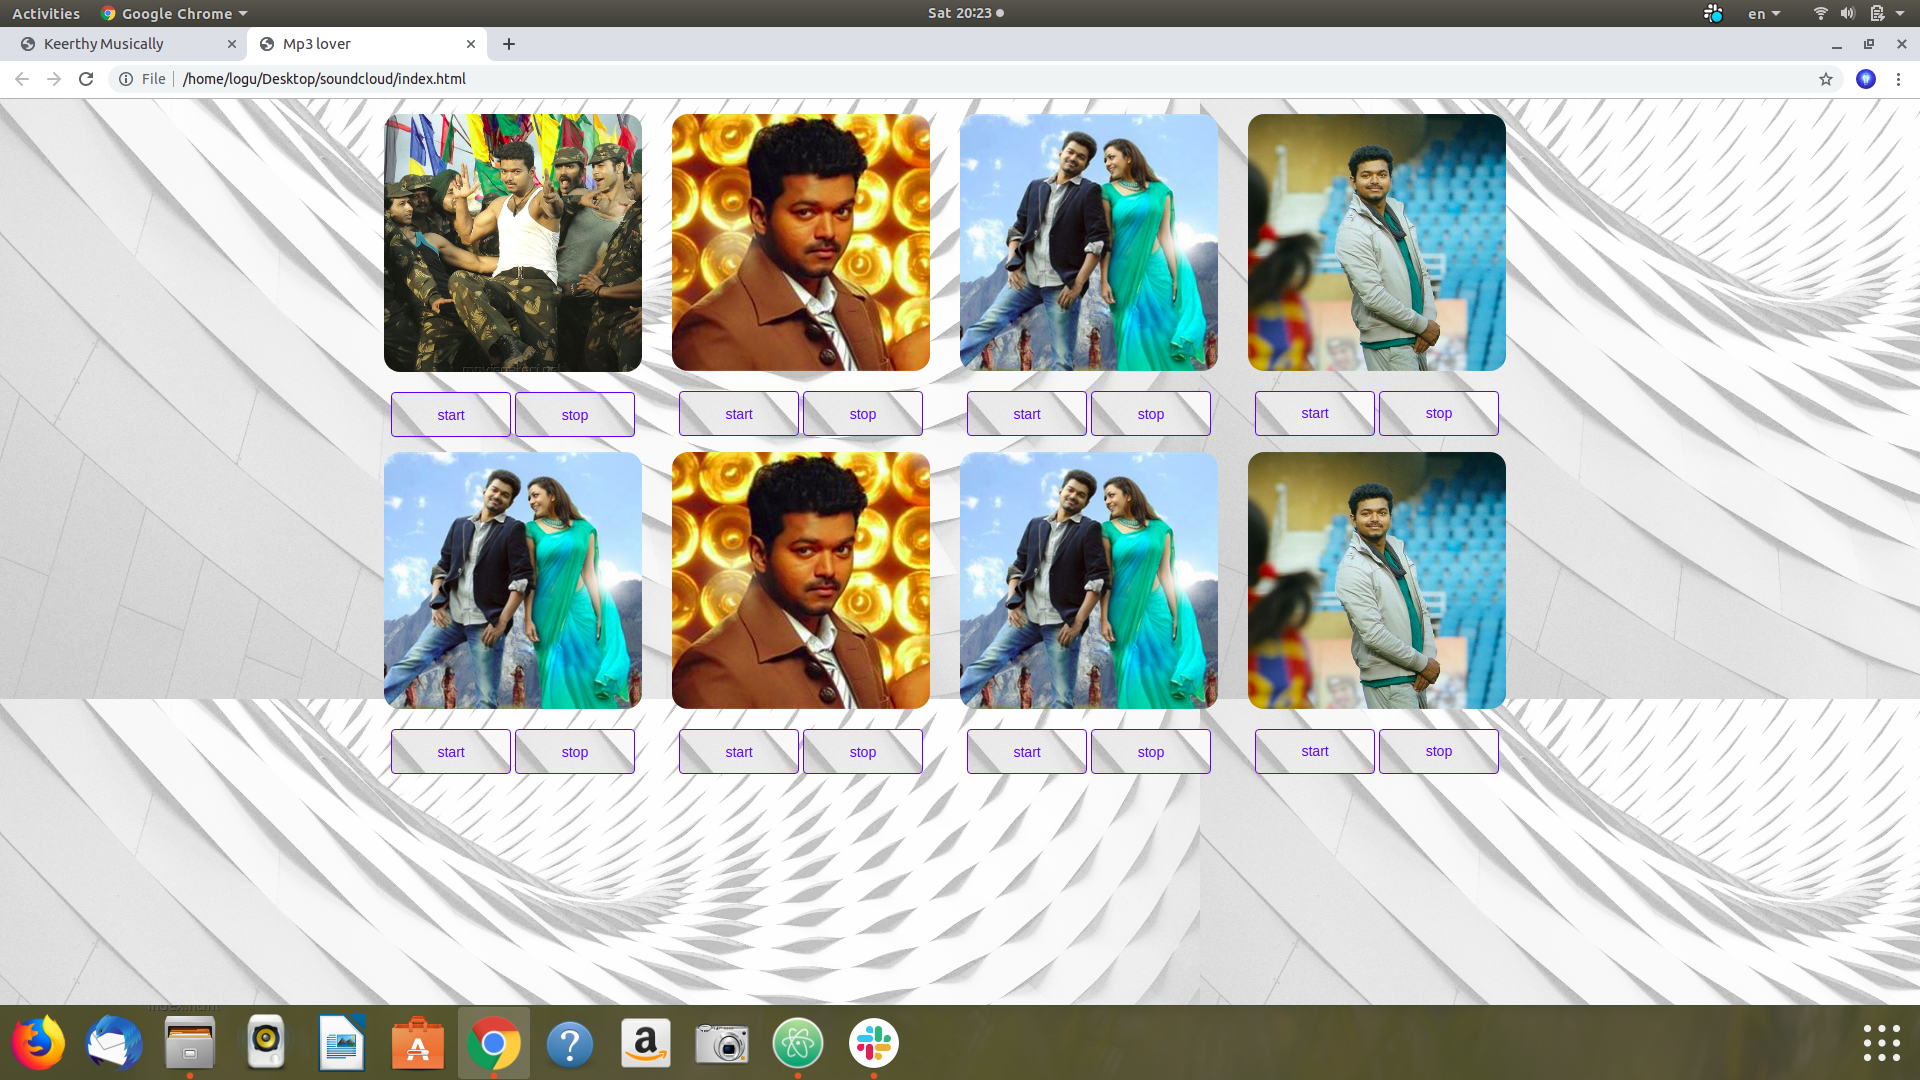 Activities Google Chrome Sat 20:23 en
Keerthy Musically Mp3 lover
File /home/logu/Desktop/soundcloud/index.html
start stop start stop start stop start stop
start stop start stop start stop start stop